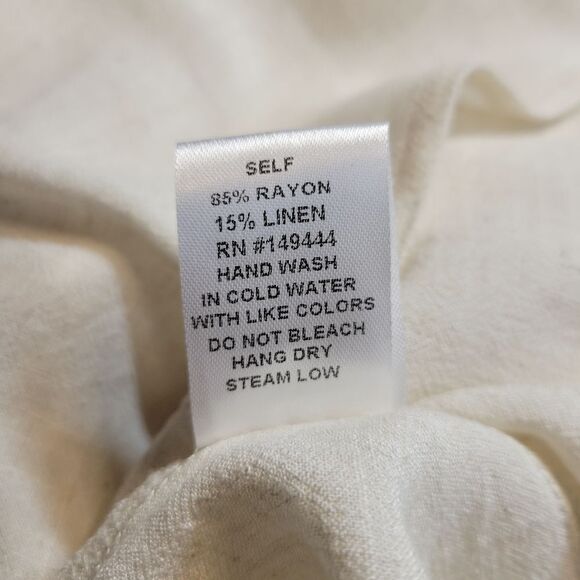 SELF
85% RAYON
15% LINEN
RN #149444
HAND WASH
IN COLD WATER
WITH LIKE COLORS
DO NOT BLEACH
HANG DRY
STEAM LOW